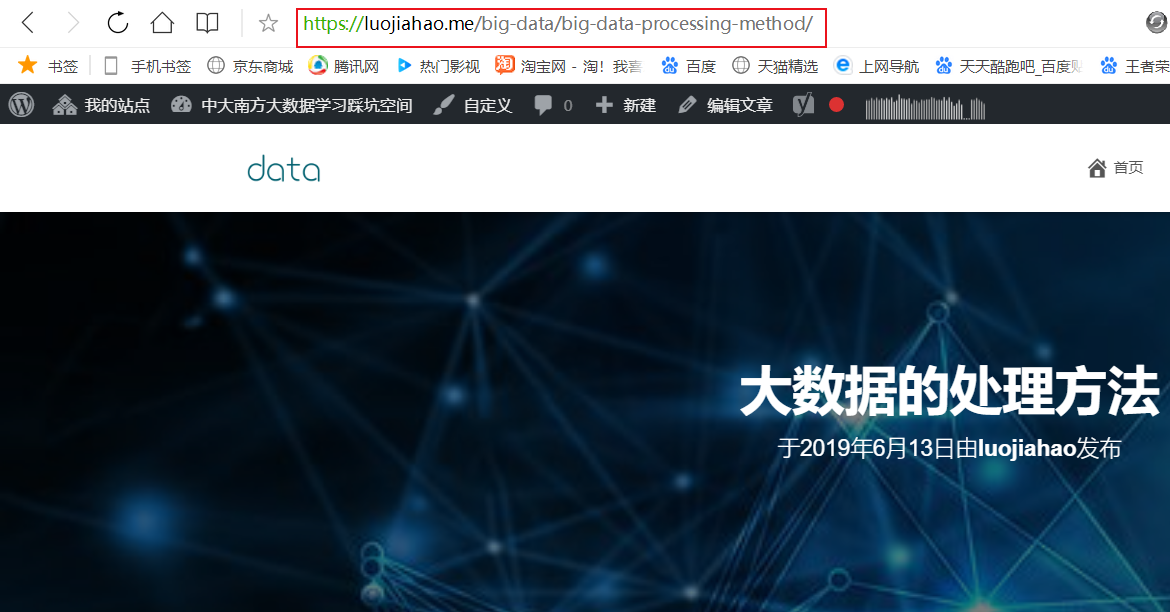 https://luojiahao.me/big-data/big-data-processing-method/
书签 手机书签 京东商城 腾讯网 热门影视 淘宝网 - 淘！我喜 百度 天猫精选 上网导航 天天酷跑吧_百度贴 王者荣
我的站点 中大南方大数据学习踩坑空间 自定义 0 新建 编辑文章
data 首页
大数据的处理方法
于2019年6月13日由luojiahao发布